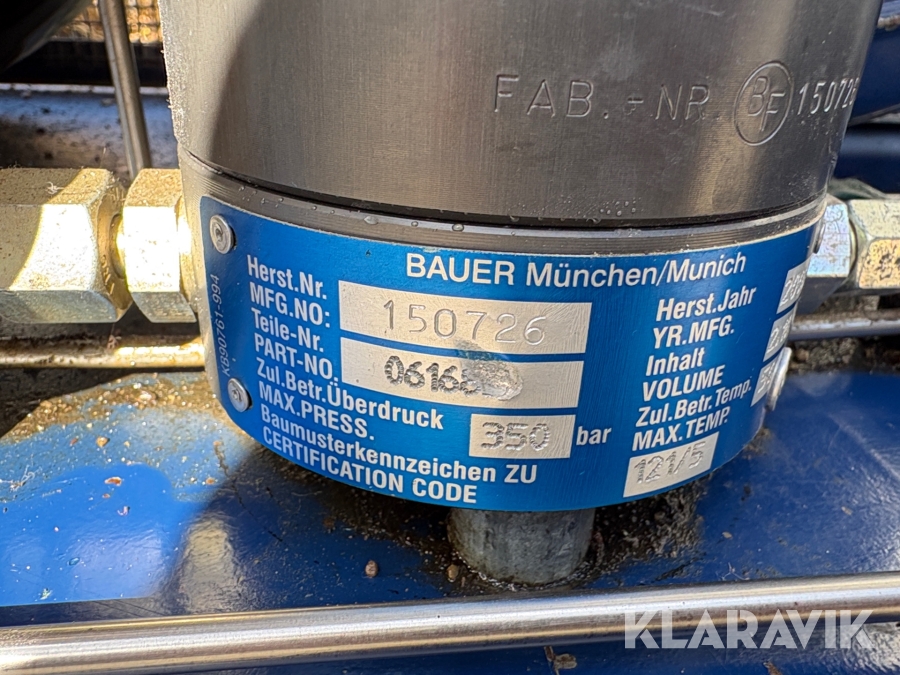 FAB.-NR. BF 15072
BAUER München/Munich
Herst.Nr.
MFG.NO: 150726
Teile-Nr.
PART-NO.
Zul.Betr.Überdruck
MAX.PRESS. 350 bar
Baumusterkennzeichen ZU
CERTIFICATION CODE 121/5
Herst.Jahr
YR.MFG.
Inhalt
VOLUME
Zul.Betr.Temp.
MAX.TEMP.
K890761-994
KLARAVIK